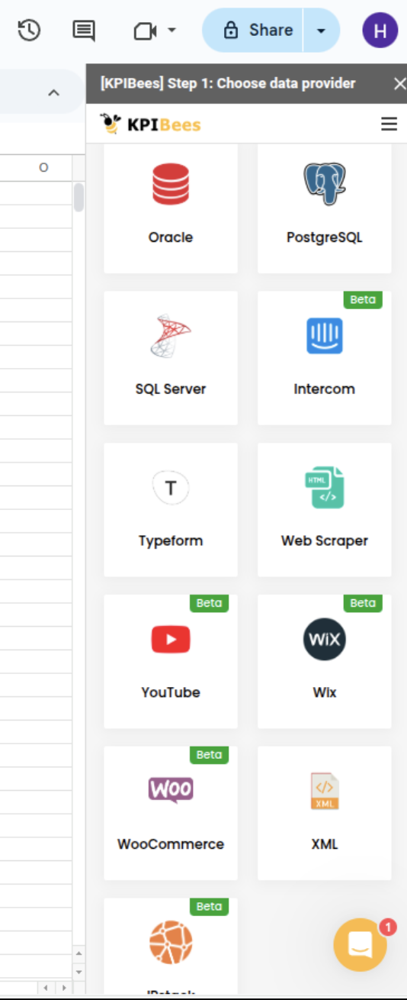 Share
H
[KPIBees] Step 1: Choose data provider
KPIBees
O
Oracle
PostgreSQL
Beta
SQL Server
Intercom
T
HTML
</>
Typeform
Web Scraper
Beta
Beta
WiX
YouTube
Wix
Beta
Woo
</>
XML
WooCommerce
XML
Beta
1